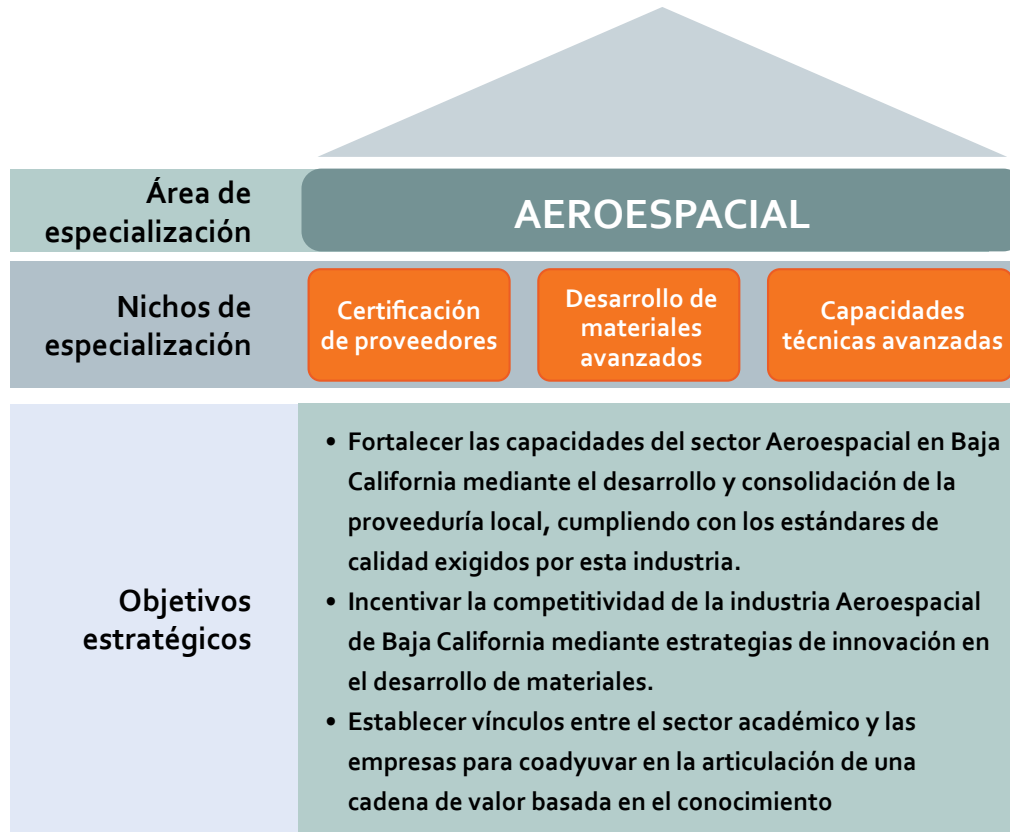 Área de
especialización
AEROESPACIAL
Nichos de
especialización
Certificación
de proveedores
Desarrollo de
materiales
avanzados
Capacidades
técnicas avanzadas
Objetivos
estratégicos
• Fortalecer las capacidades del sector Aeroespacial en Baja
California mediante el desarrollo y consolidación de la
proveeduría local, cumpliendo con los estándares de
calidad exigidos por esta industria.
• Incentivar la competitividad de la industria Aeroespacial
de Baja California mediante estrategias de innovación en
el desarrollo de materiales.
• Establecer vínculos entre el sector académico y las
empresas para coadyuvar en la articulación de una
cadena de valor basada en el conocimiento